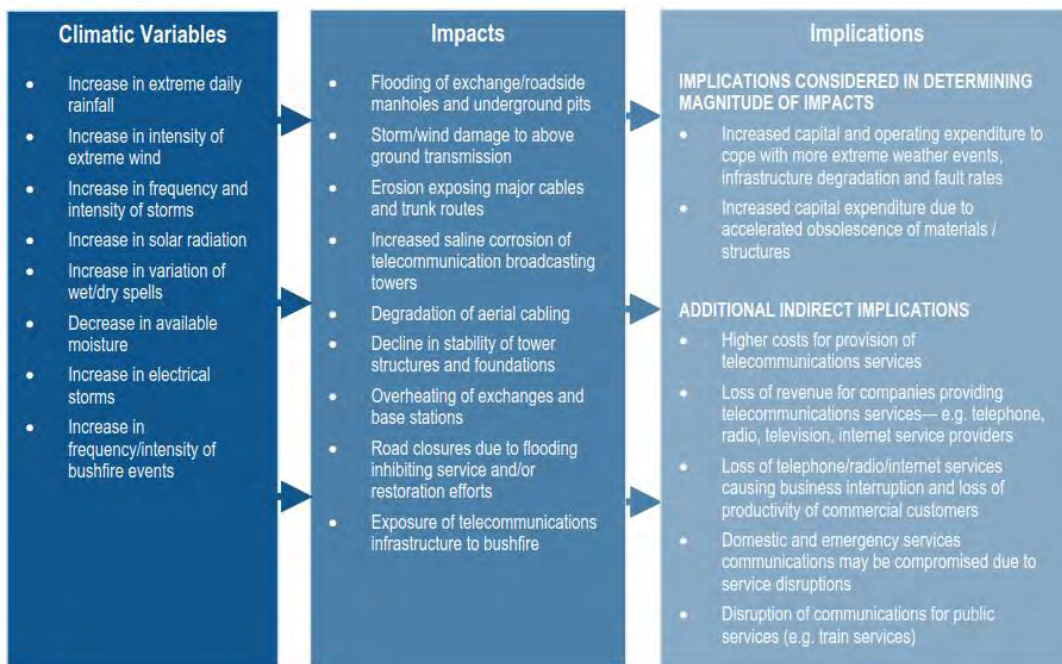 Climatic Variables
• Increase in extreme daily
rainfall
• Increase in intensity of
extreme wind
• Increase in frequency and
intensity of storms
• Increase in solar radiation
• Increase in variation of
wet/dry spells
• Decrease in available
moisture
• Increase in electrical
storms
• Increase in
frequency/intensity of
bushfire events
Impacts
• Flooding of exchange/roadside
manholes and underground pits
• Storm/wind damage to above
ground transmission
• Erosion exposing major cables
and trunk routes
• Increased saline corrosion of
telecommunication broadcasting
towers
• Degradation of aerial cabling
• Decline in stability of tower
structures and foundations
• Overheating of exchanges and
base stations
• Road closures due to flooding
inhibiting service and/or
restoration efforts
• Exposure of telecommunications
infrastructure to bushfire
Implications
IMPLICATIONS CONSIDERED IN DETERMINING
MAGNITUDE OF IMPACTS
• Increased capital and operating expenditure to
cope with more extreme weather events,
infrastructure degradation and fault rates
• Increased capital expenditure due to
accelerated obsolescence of materials /
structures
ADDITIONAL INDIRECT IMPLICATIONS
• Higher costs for provision of
telecommunications services
• Loss of revenue for companies providing
telecommunications services— e.g. telephone,
radio, television, internet service providers
• Loss of telephone/radio/internet services
causing business interruption and loss of
productivity of commercial customers
• Domestic and emergency services
communications may be compromised due to
service disruptions
• Disruption of communications for public
services (e.g. train services)